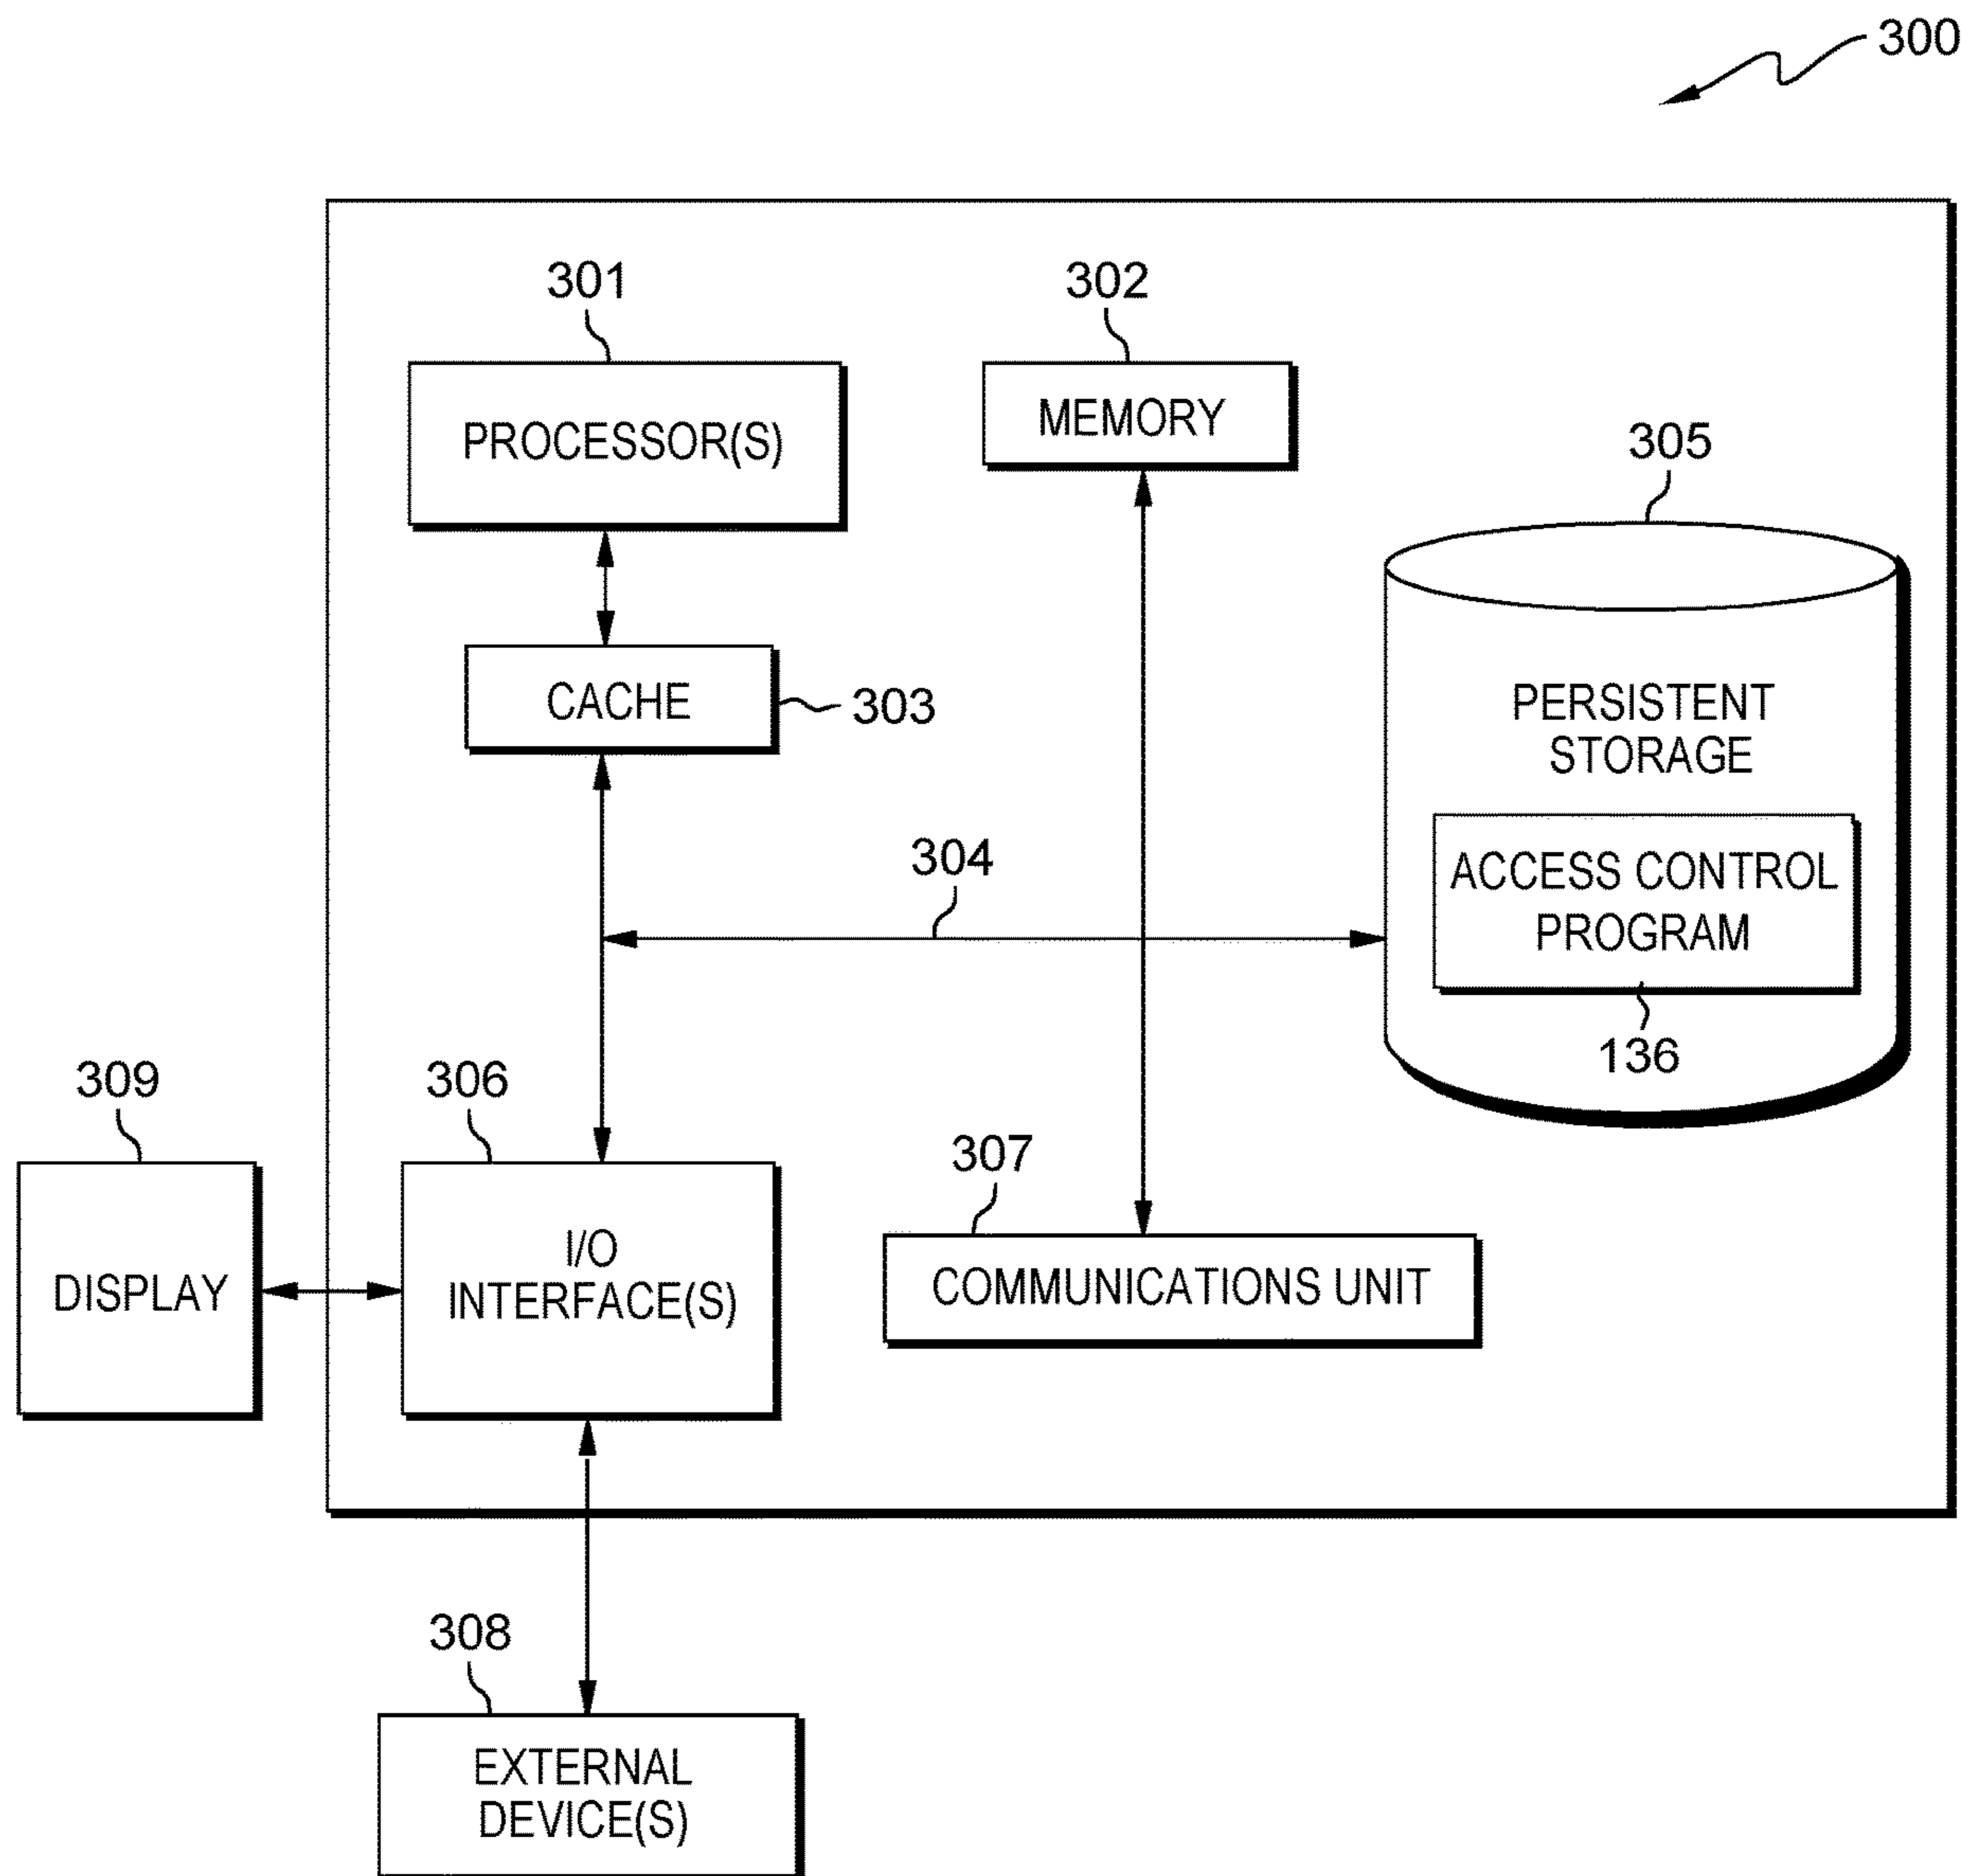 300
301
302
PROCESSOR(S)
MEMORY
305
CACHE
303
PERSISTENT
STORAGE
304
ACCESS CONTROL
PROGRAM
136
309
306
307
DISPLAY
I/O
INTERFACE(S)
COMMUNICATIONS UNIT
308
EXTERNAL
DEVICE(S)